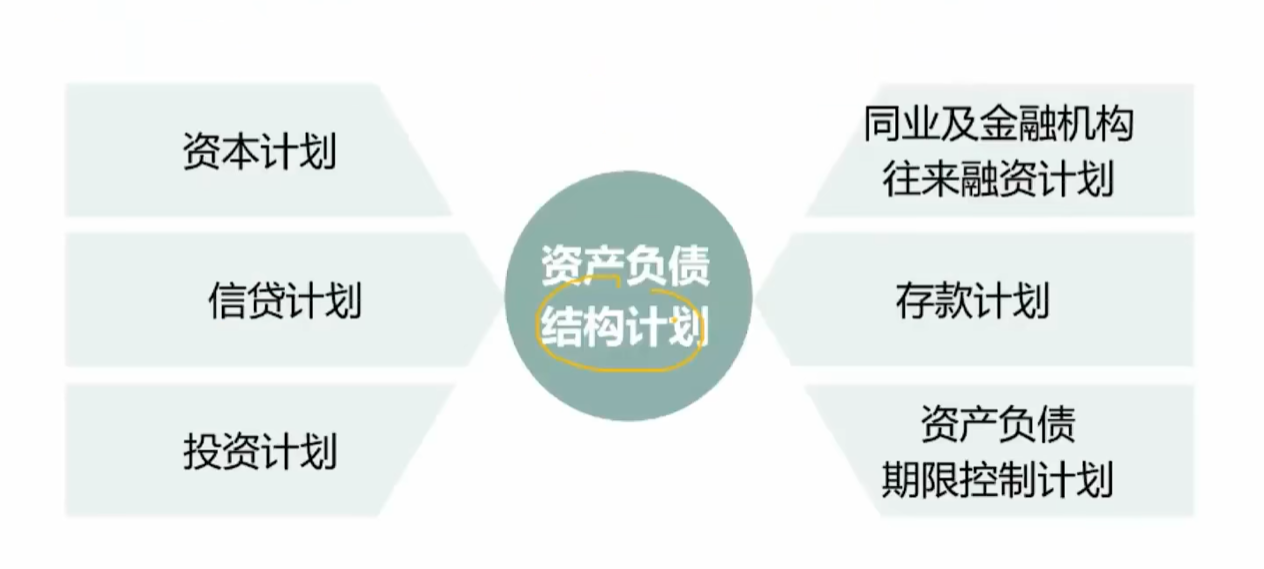 资本计划
信贷计划
投资计划
资产负债
结构计划
同业及金融机构
往来融资计划
存款计划
资产负债
期限控制计划